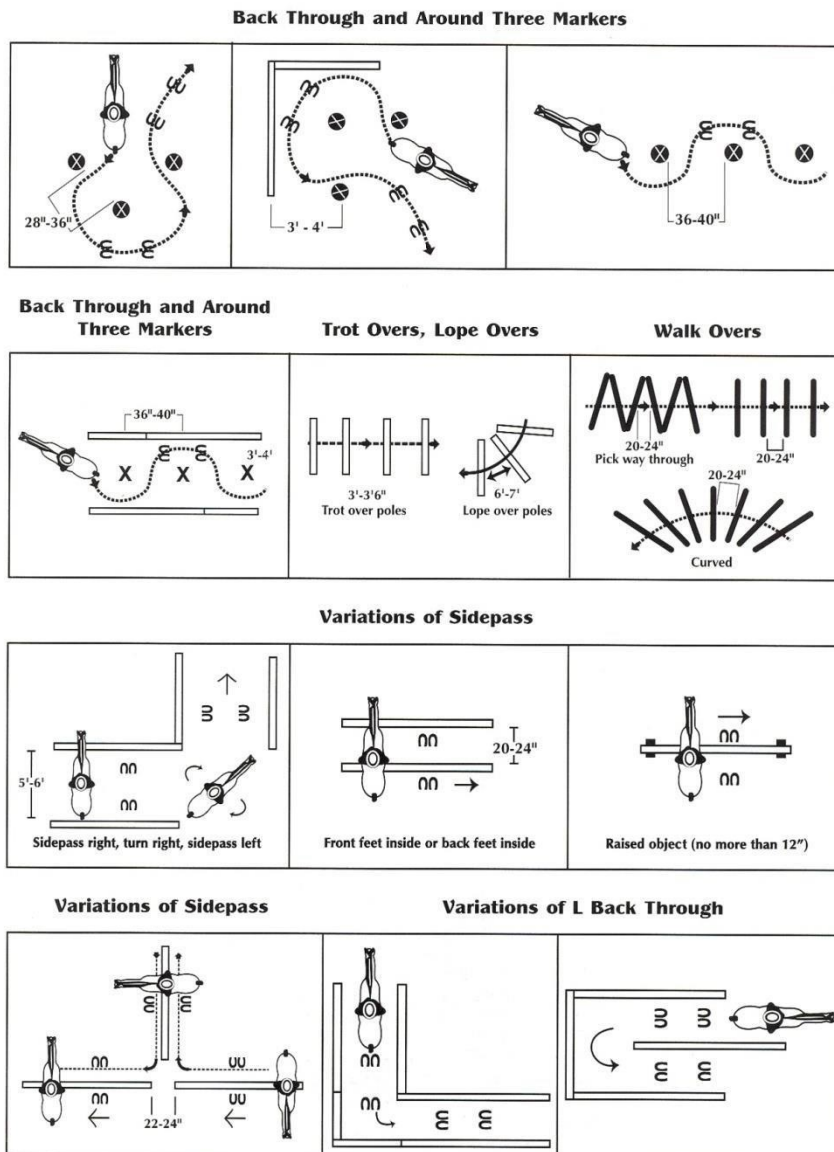 Back Through and Around Three Markers
28"-36"
3' - 4'
36-40"
Back Through and Around
Three Markers
Trot Overs, Lope Overs
Walk Overs
36"-40"
3'-4'
X X X
3'-3'6"
Trot over poles
6'-7'
Lope over poles
20-24"
Pick way through
20-24"
20-24"
Curved
Variations of Sidepass
5'-6'
Sidepass right, turn right, sidepass left
20-24"
Front feet inside or back feet inside
Raised object (no more than 12")
Variations of Sidepass
Variations of L Back Through
22-24"